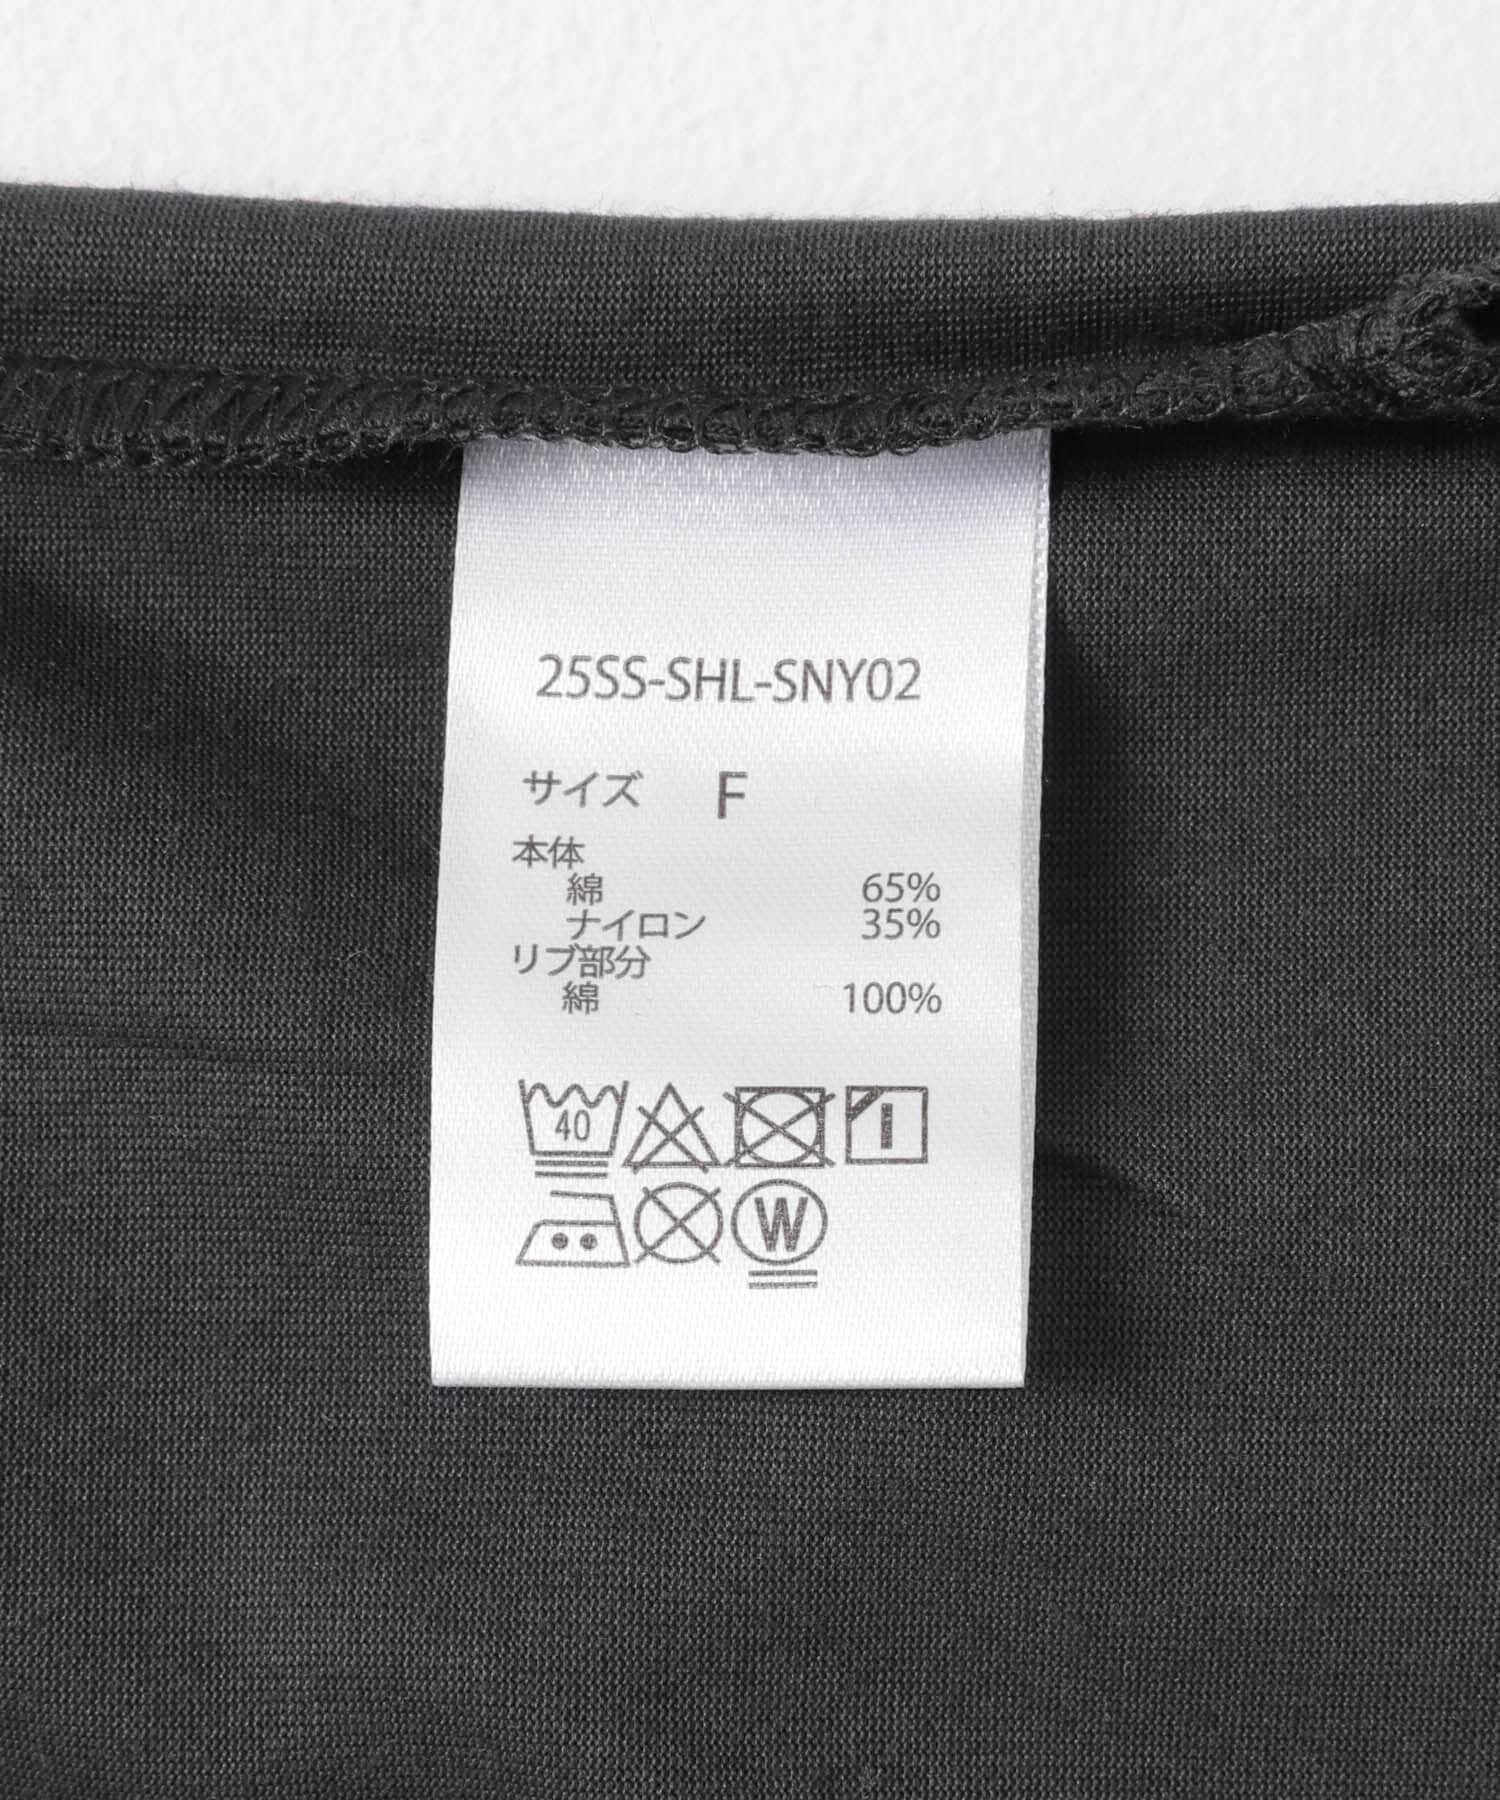 25SS-SHL-SNY02
サイズ F
本体
綿 65%
ナイロン 35%
リブ部分
綿 100%
40
W